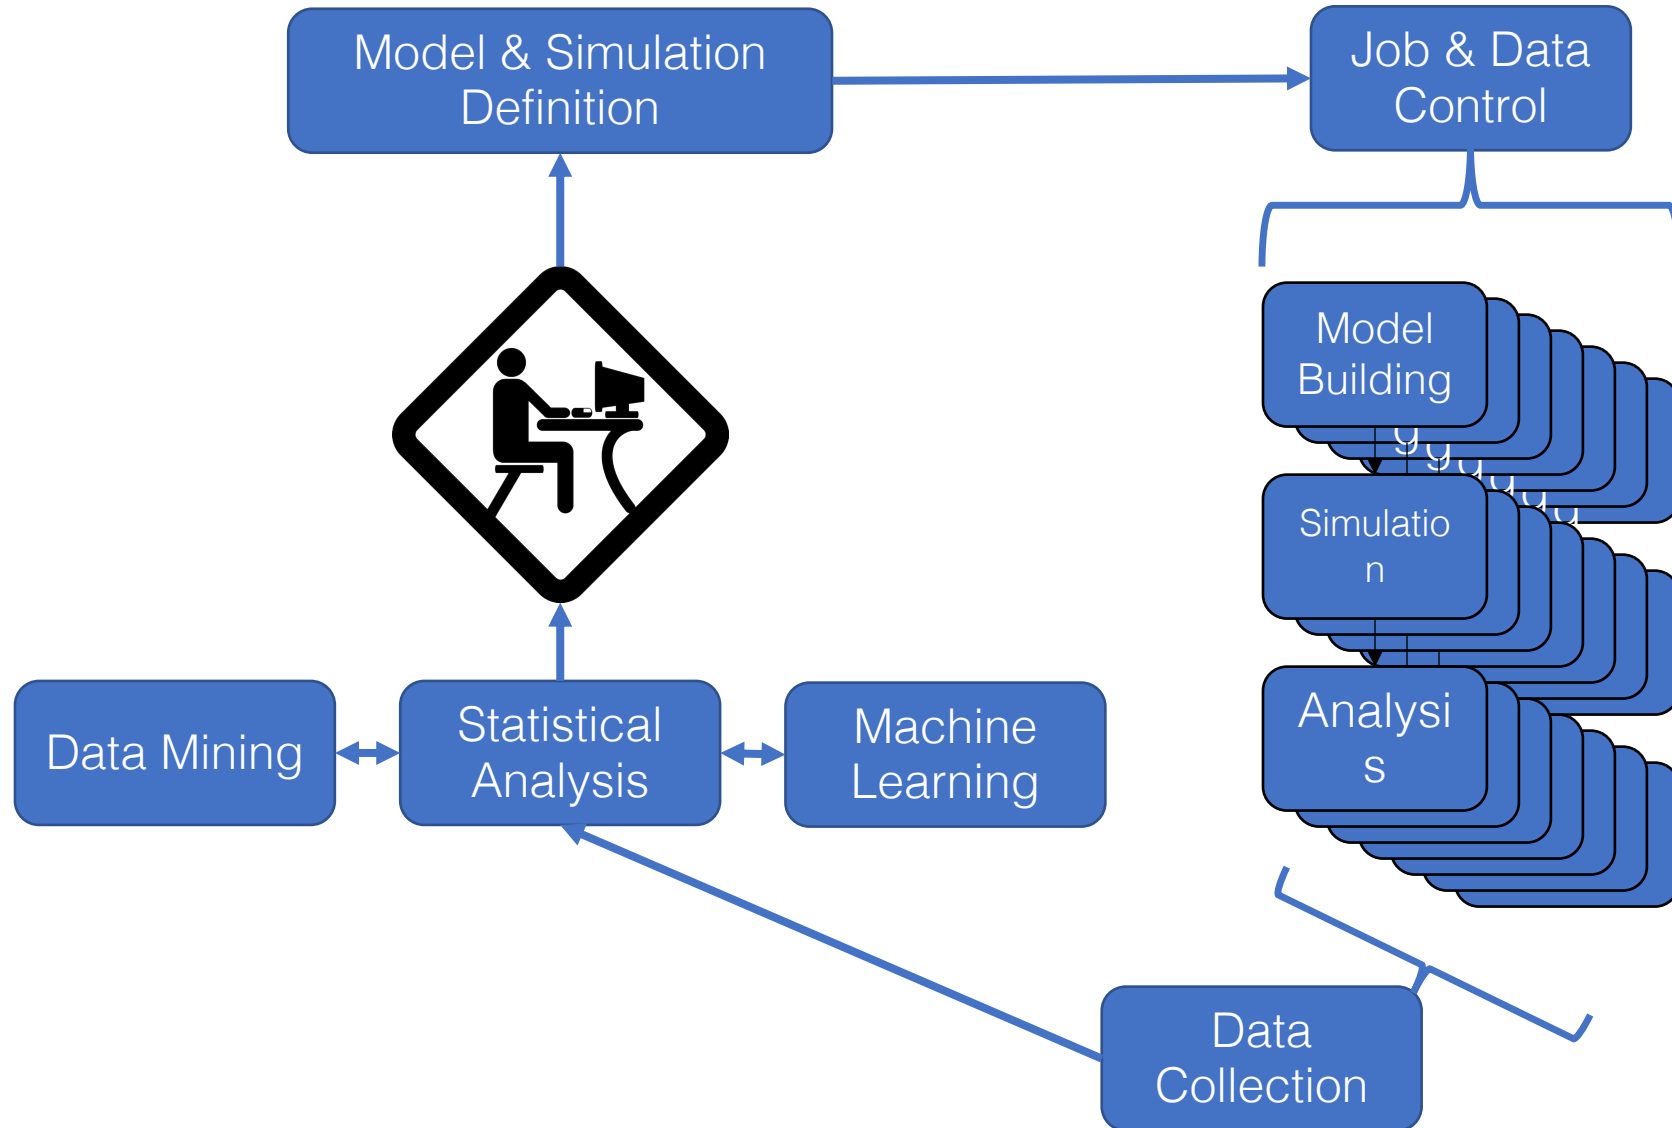 Model & Simulation
Definition
Job & Data
Control
Model
Building
g
g
g
g
g
g
Simulatio
n
Analysi
s
Data Mining
Statistical
Analysis
Machine
Learning
Data
Collection